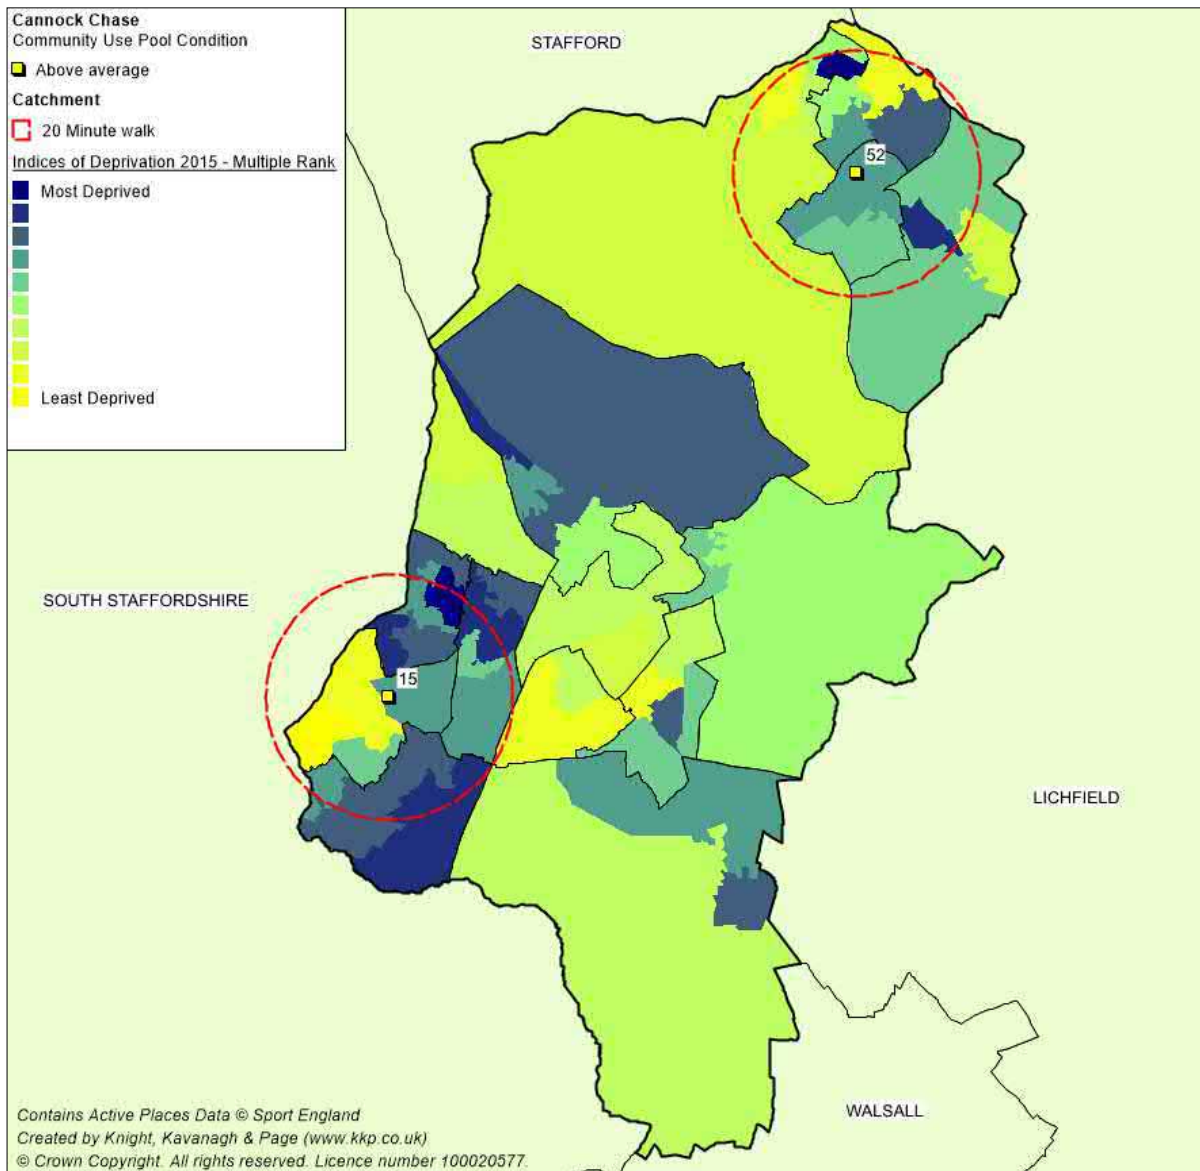 Cannock Chase
Community Use Pool Condition
Above average
Catchment
20 Minute walk
Indices of Deprivation 2015 - Multiple Rank
Most Deprived
Least Deprived
STAFFORD
52
SOUTH STAFFORDSHIRE
15
LICHFIELD
WALSALL
Contains Active Places Data © Sport England
Created by Knight, Kavanagh & Page (www.kkp.co.uk)
© Crown Copyright. All rights reserved. Licence number 100020577.